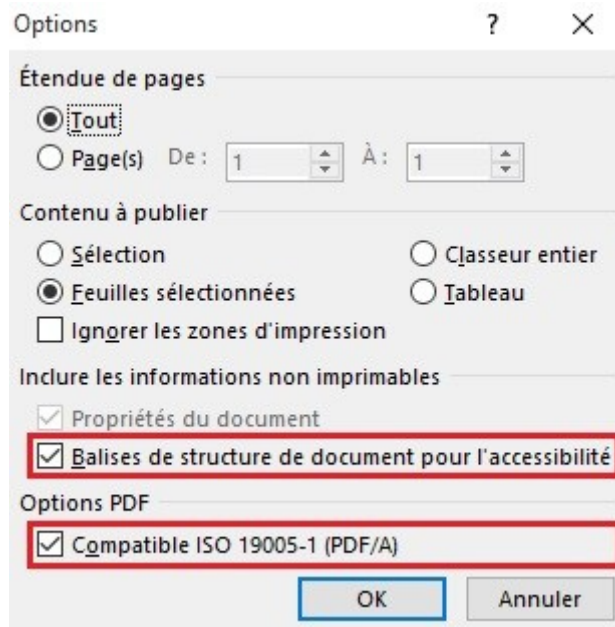 Options ?
Étendue de pages
Tout
Page(s) De : 1 À : 1
Contenu à publier
Sélection Classeur entier
Feuilles sélectionnées Tableau
Ignorer les zones d'impression
Inclure les informations non imprimables
Propriétés du document
Balises de structure de document pour l'accessibilité
Options PDF
Compatible ISO 19005-1 (PDF/A)
OK Annuler